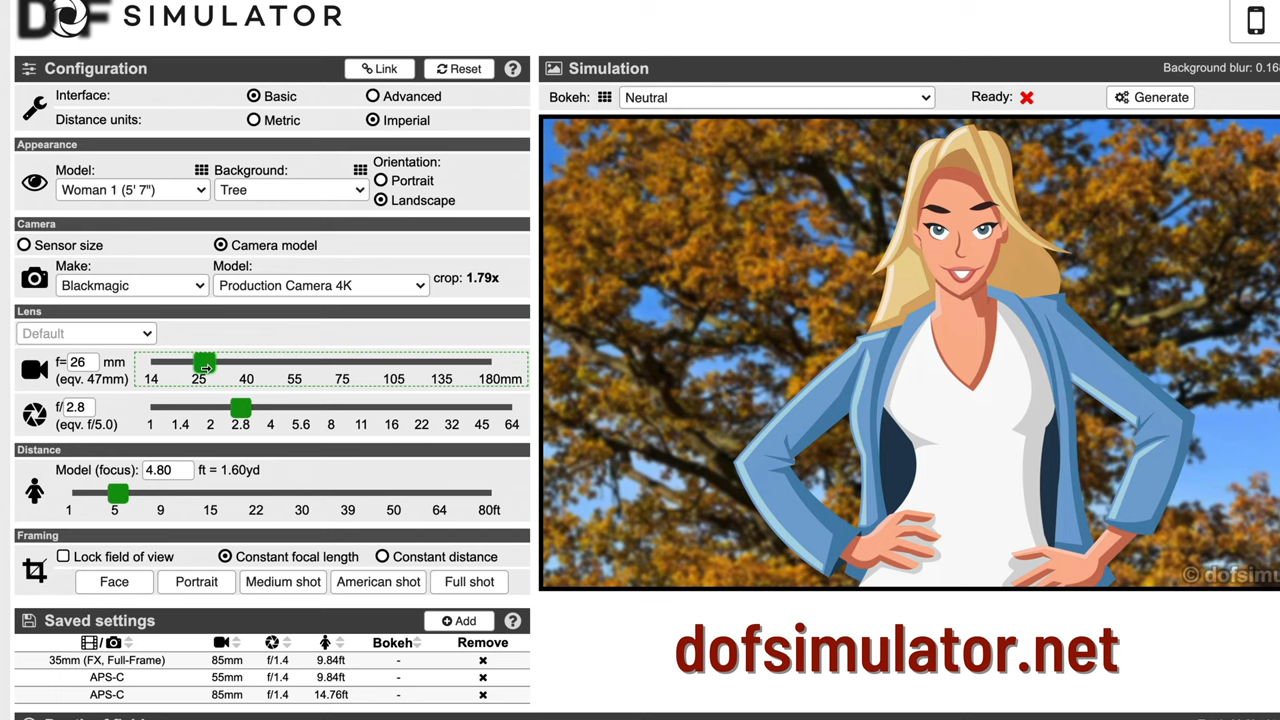 DOF SIMULATOR
Configuration Link Reset ?
Interface: Basic Advanced
Distance units: Metric Imperial
Appearance
Model: Background: Orientation:
Woman 1 (5' 7") Tree Portrait
Landscape
Camera
Sensor size Camera model
Make: Model:
Blackmagic Production Camera 4K crop: 1.79x
Lens
Default
f= 26 mm
(eqv. 47mm) 14 25 40 55 75 105 135 180mm
f/ 2.8
(eqv. f/5.0) 1 1.4 2 2.8 4 5.6 8 11 16 22 32 45 64
Distance
Model (focus): 4.80 ft = 1.60yd
1 5 9 15 22 30 39 50 64 80ft
Framing
Lock field of view Constant focal length Constant distance
Face Portrait Medium shot American shot Full shot
Saved settings Add ?
Bokeh Remove
35mm (FX, Full-Frame) 85mm f/1.4 9.84ft -
APS-C 55mm f/1.4 9.84ft -
APS-C 85mm f/1.4 14.76ft -
Simulation Background blur: 0.16
Bokeh: Neutral Ready: Generate
© dofsimu
dofsimulator.net